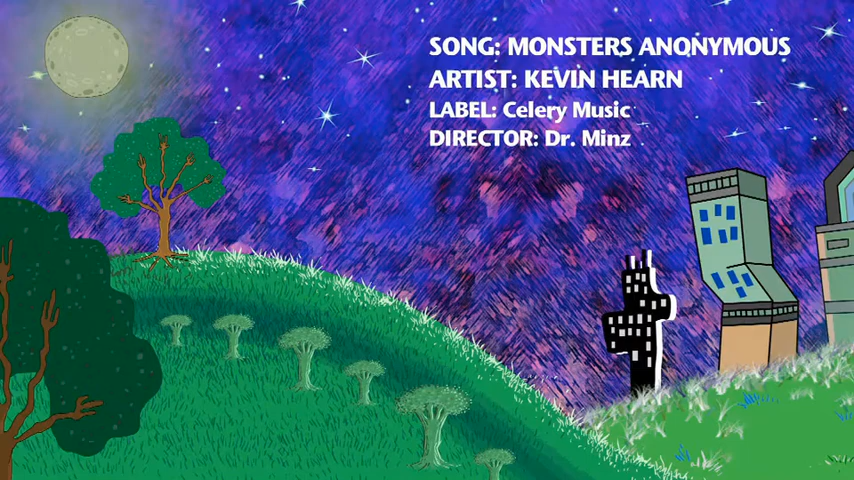 SONG: MONSTERS ANONYMOUS
ARTIST: KEVIN HEARN
LABEL: Celery Music
DIRECTOR: Dr. Minz